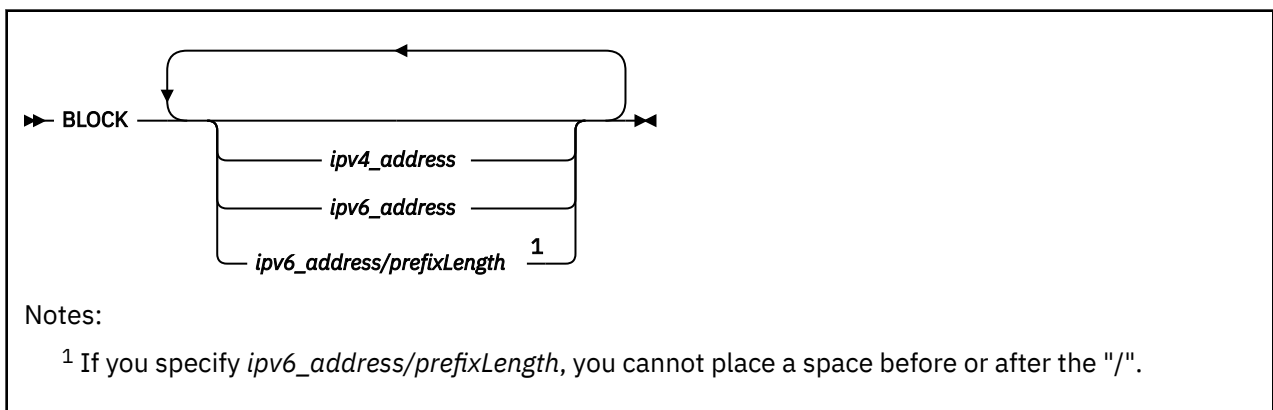 BLOCK
ipv4_address
ipv6_address
ipv6_address/prefixLength 1
Notes:
1 If you specify ipv6_address/prefixLength, you cannot place a space before or after the "/".